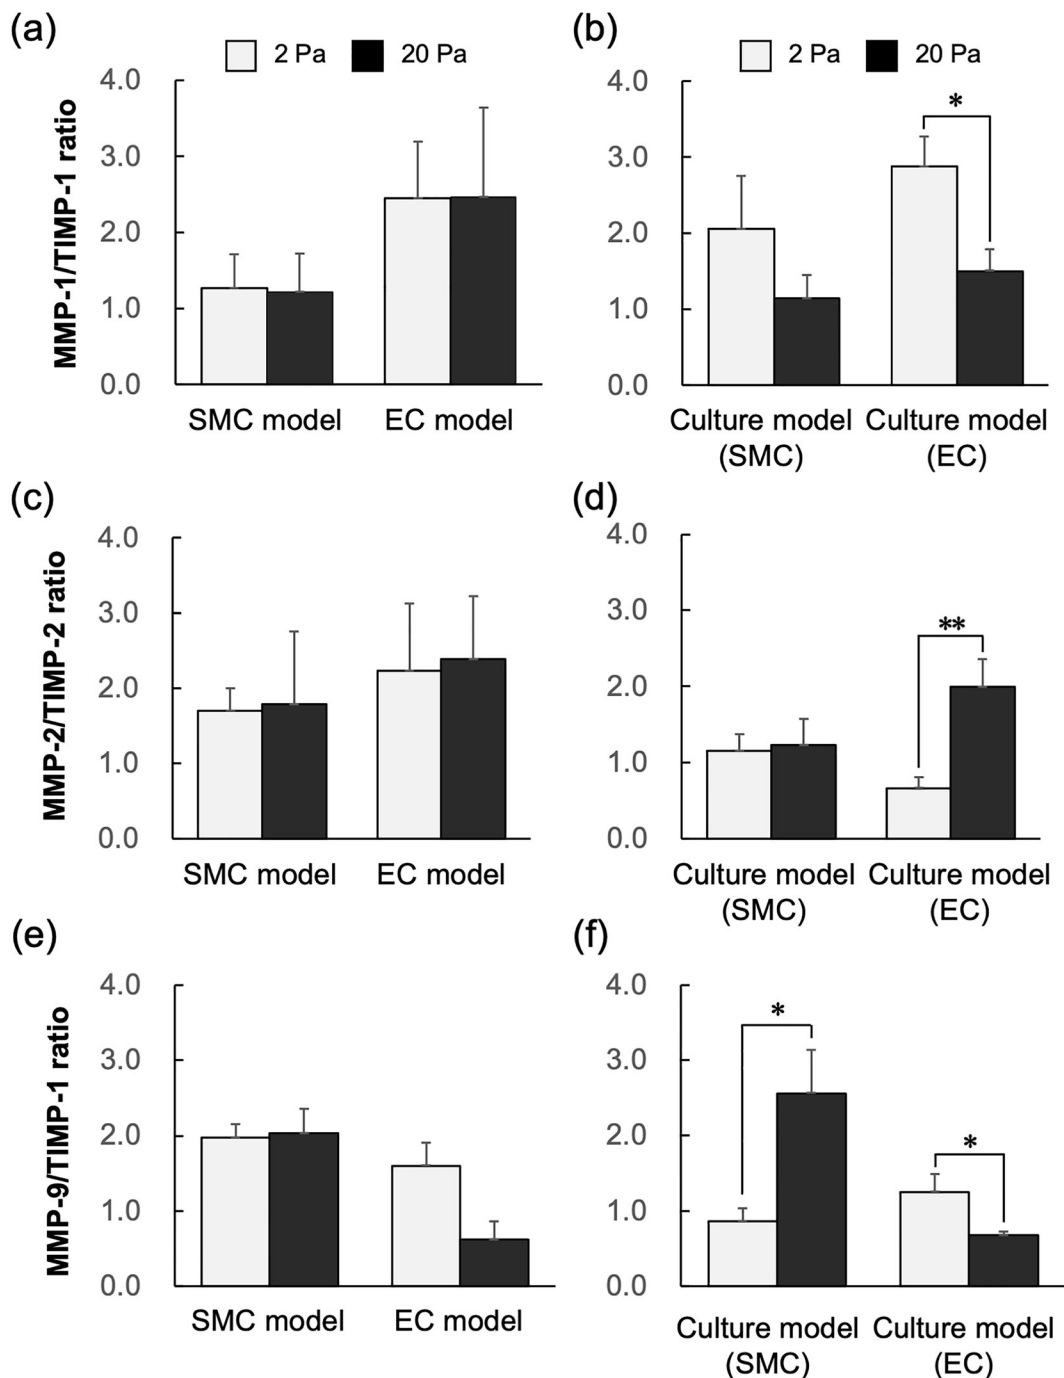 (a)
2 Pa 20 Pa
MMP-1/TIMP-1 ratio
4.0
3.0
2.0
1.0
0.0
SMC model EC model
(b)
2 Pa 20 Pa
4.0
3.0
2.0
1.0
0.0
*
Culture model Culture model
(SMC) (EC)
(c)
MMP-2/TIMP-2 ratio
4.0
3.0
2.0
1.0
0.0
SMC model EC model
(d)
4.0
3.0
2.0
1.0
0.0
**
Culture model Culture model
(SMC) (EC)
(e)
MMP-9/TIMP-1 ratio
4.0
3.0
2.0
1.0
0.0
SMC model EC model
(f)
4.0
3.0
2.0
1.0
0.0
*
*
Culture model Culture model
(SMC) (EC)